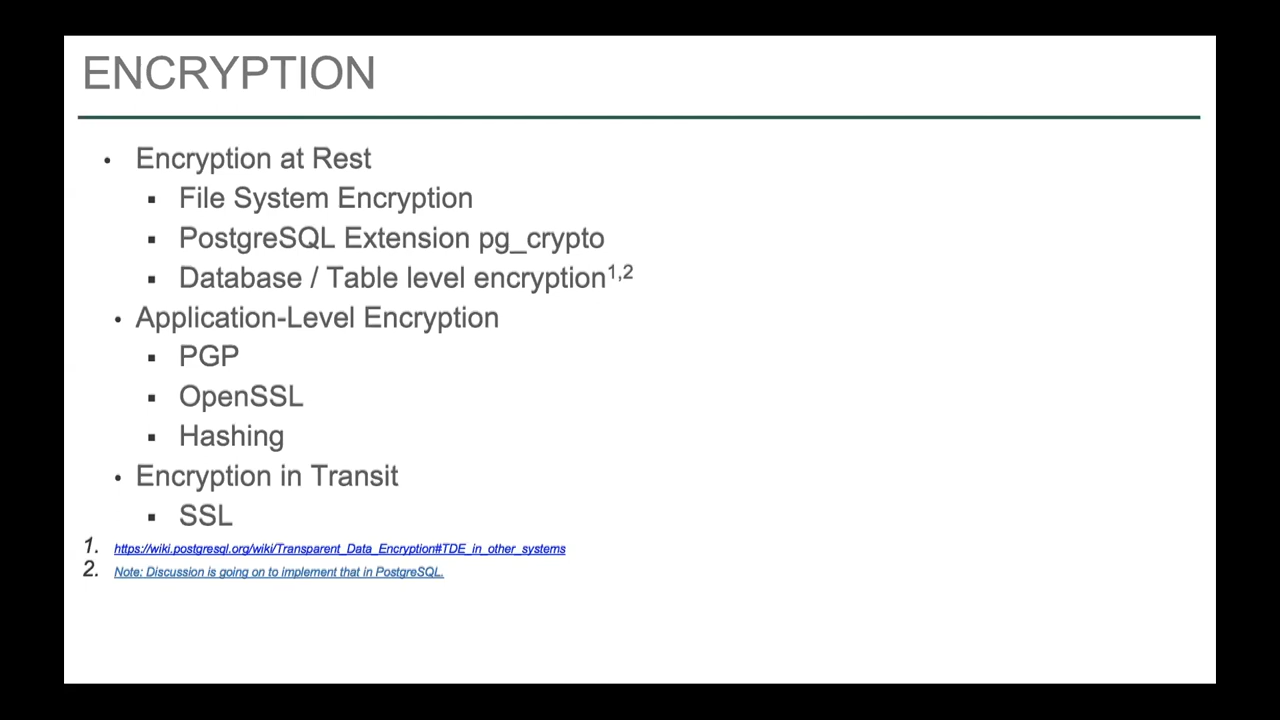 ENCRYPTION
• Encryption at Rest
▪ File System Encryption
▪ PostgreSQL Extension pg_crypto
▪ Database / Table level encryption1,2
• Application-Level Encryption
▪ PGP
▪ OpenSSL
▪ Hashing
• Encryption in Transit
▪ SSL
1. https://wiki.postgresql.org/wiki/Transparent_Data_Encryption#TDE_in_other_systems
2. Note: Discussion is going on to implement that in PostgreSQL.